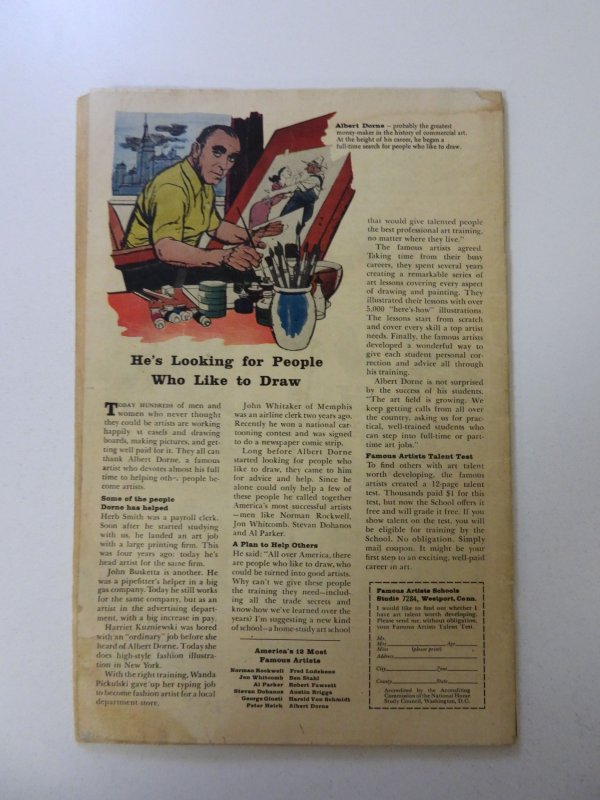 Albert Dorne – probably the greatest
money-maker in the history of commercial art.
At the height of his career, he began a
full-time search for people who like to draw.
He's Looking for People
Who Like to Draw
TODAY HUNDREDS of men and
women who never thought
they could be artists are working
happily at easels and drawing
boards, making pictures, and get-
ting well paid for it. They all can
thank Albert Dorne, a famous
artist who devotes almost his full
time to helping other people be-
come artists.
Some of the people
Dorne has helped
Herb Smith was a payroll clerk.
Soon after he started studying
with us, he landed an art job
with a large printing firm. This
was four years ago: today he's
head artist for the same firm.
John Busketta is another. He
was a pipefitter's helper in a big
gas company. Today he still works
for the same company, but as an
artist in the advertising depart-
ment, with a big increase in pay.
Harriet Kuzniewski was bored
with an "ordinary" job before she
heard of Albert Dorne. Today she
does high-style fashion illustra-
tion in New York.
With the right training, Wanda
Pickulski gave up her typing job
to become fashion artist for a local
department store.
John Whitaker of Memphis
was an airline clerk two years ago.
Recently he won a national car-
tooning contest and was signed
to do a newspaper comic strip.
Long before Albert Dorne
started looking for people who
like to draw, they came to him
for advice and help. Since he
alone could only help a few of
these people he called together
America's most successful artists
—men like Norman Rockwell,
Jon Whitcomb, Stevan Dohanos
and Al Parker.
A Plan to Help Others
He said: "All over America, there
are people who like to draw, who
could be turned into good artists.
Why can't we give these people
the training they need—includ-
ing all the trade secrets and
know-how we've learned over the
years? I'm suggesting a new kind
of school—a home-study art school
America's 12 Most
Famous Artists
Norman Rockwell Fred Ludekens
Jon Whitcomb Ben Stahl
Al Parker Robert Fawcett
Stevan Dohanos Austin Briggs
George Giusti Harold Von Schmidt
Peter Helck Albert Dorne
that would give talented people
the best professional art training,
no matter where they live."
The famous artists agreed.
Taking time from their busy
careers, they spent several years
creating a remarkable series of
art lessons covering every aspect
of drawing and painting. They
illustrated their lessons with over
5,000 "here's-how" illustrations.
The lessons start from scratch
and cover every skill a top artist
needs. Finally, the famous artists
developed a wonderful way to
give each student personal cor-
rection and advice all through
his training.
Albert Dorne is not surprised
by the success of his students.
"The art field is growing. We
keep getting calls from all over
the country, asking us for prac-
tical, well-trained students who
can step into full-time or part-
time art jobs."
Famous Artists Talent Test
To find others with art talent
worth developing, the famous
artists created a 12-page talent
test. Thousands paid $1 for this
test, but now the School offers it
free and will grade it free. If you
show talent on the test, you will
be eligible for training by the
School. No obligation. Simply
mail coupon. It might be your
first step to an exciting, well-paid
career in art.
Famous Artists Schools
Studio 7284, Westport, Conn.
I would like to find out whether I
have art talent worth developing.
Please send me, without obligation,
your Famous Artists Talent Test.
Mr.
Mrs. Age
Miss (please print)
Address
City Zone
County State
Accredited by the Accrediting
Commission of the National Home
Study Council, Washington, D.C.